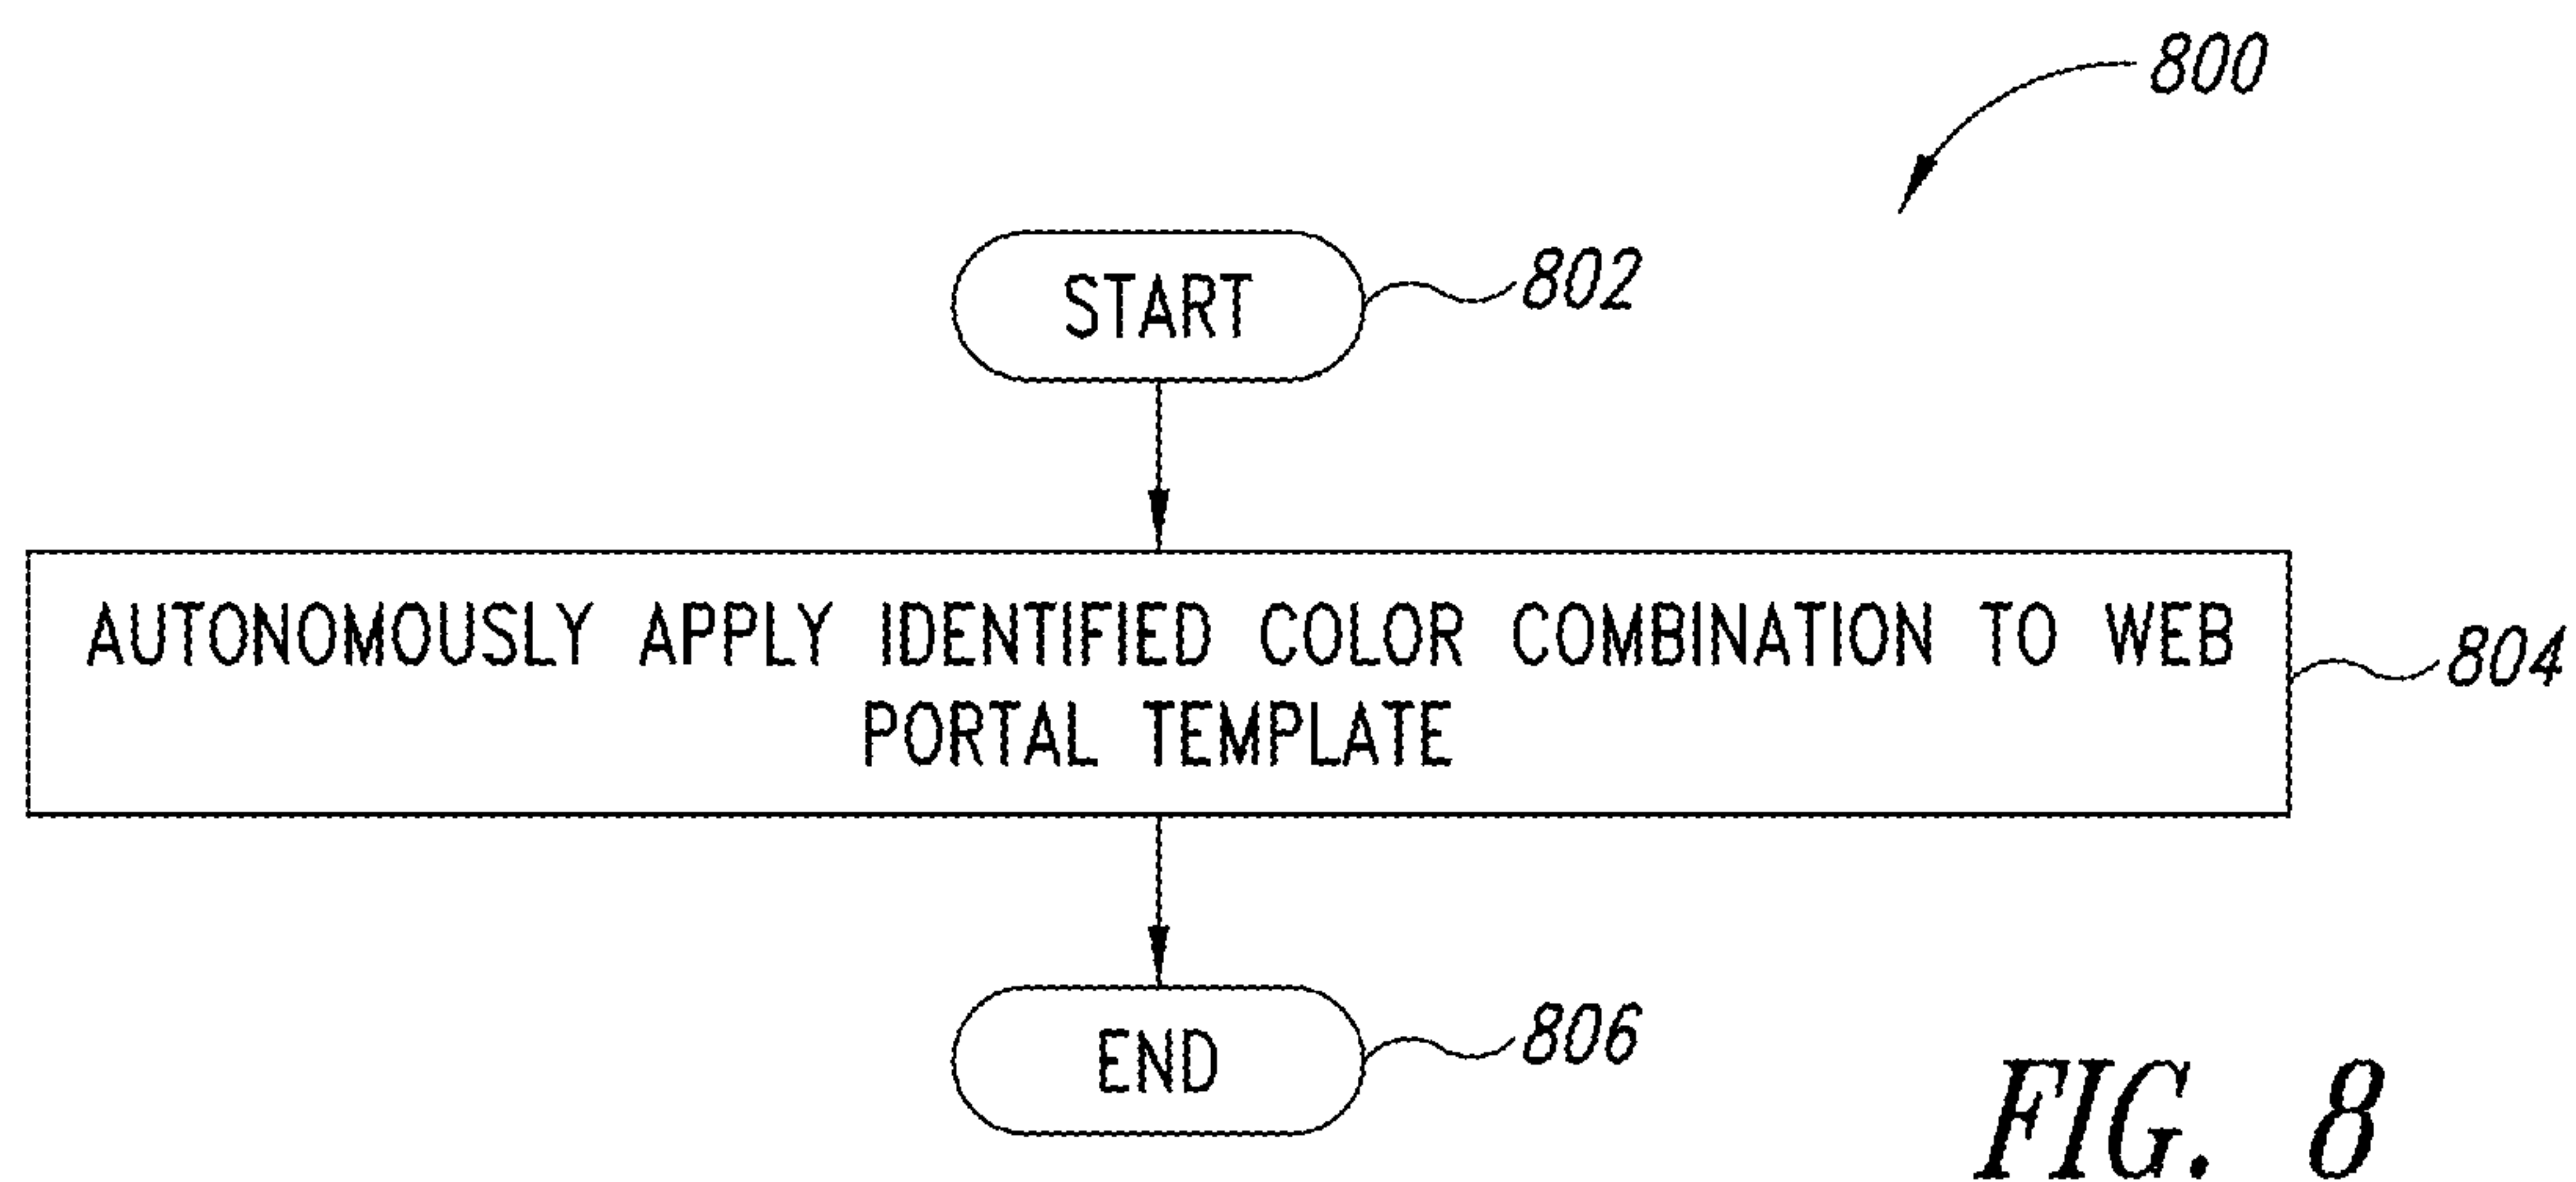 800
START
802
AUTONOMOUSLY APPLY IDENTIFIED COLOR COMBINATION TO WEB
PORTAL TEMPLATE
804
END
806
FIG. 8